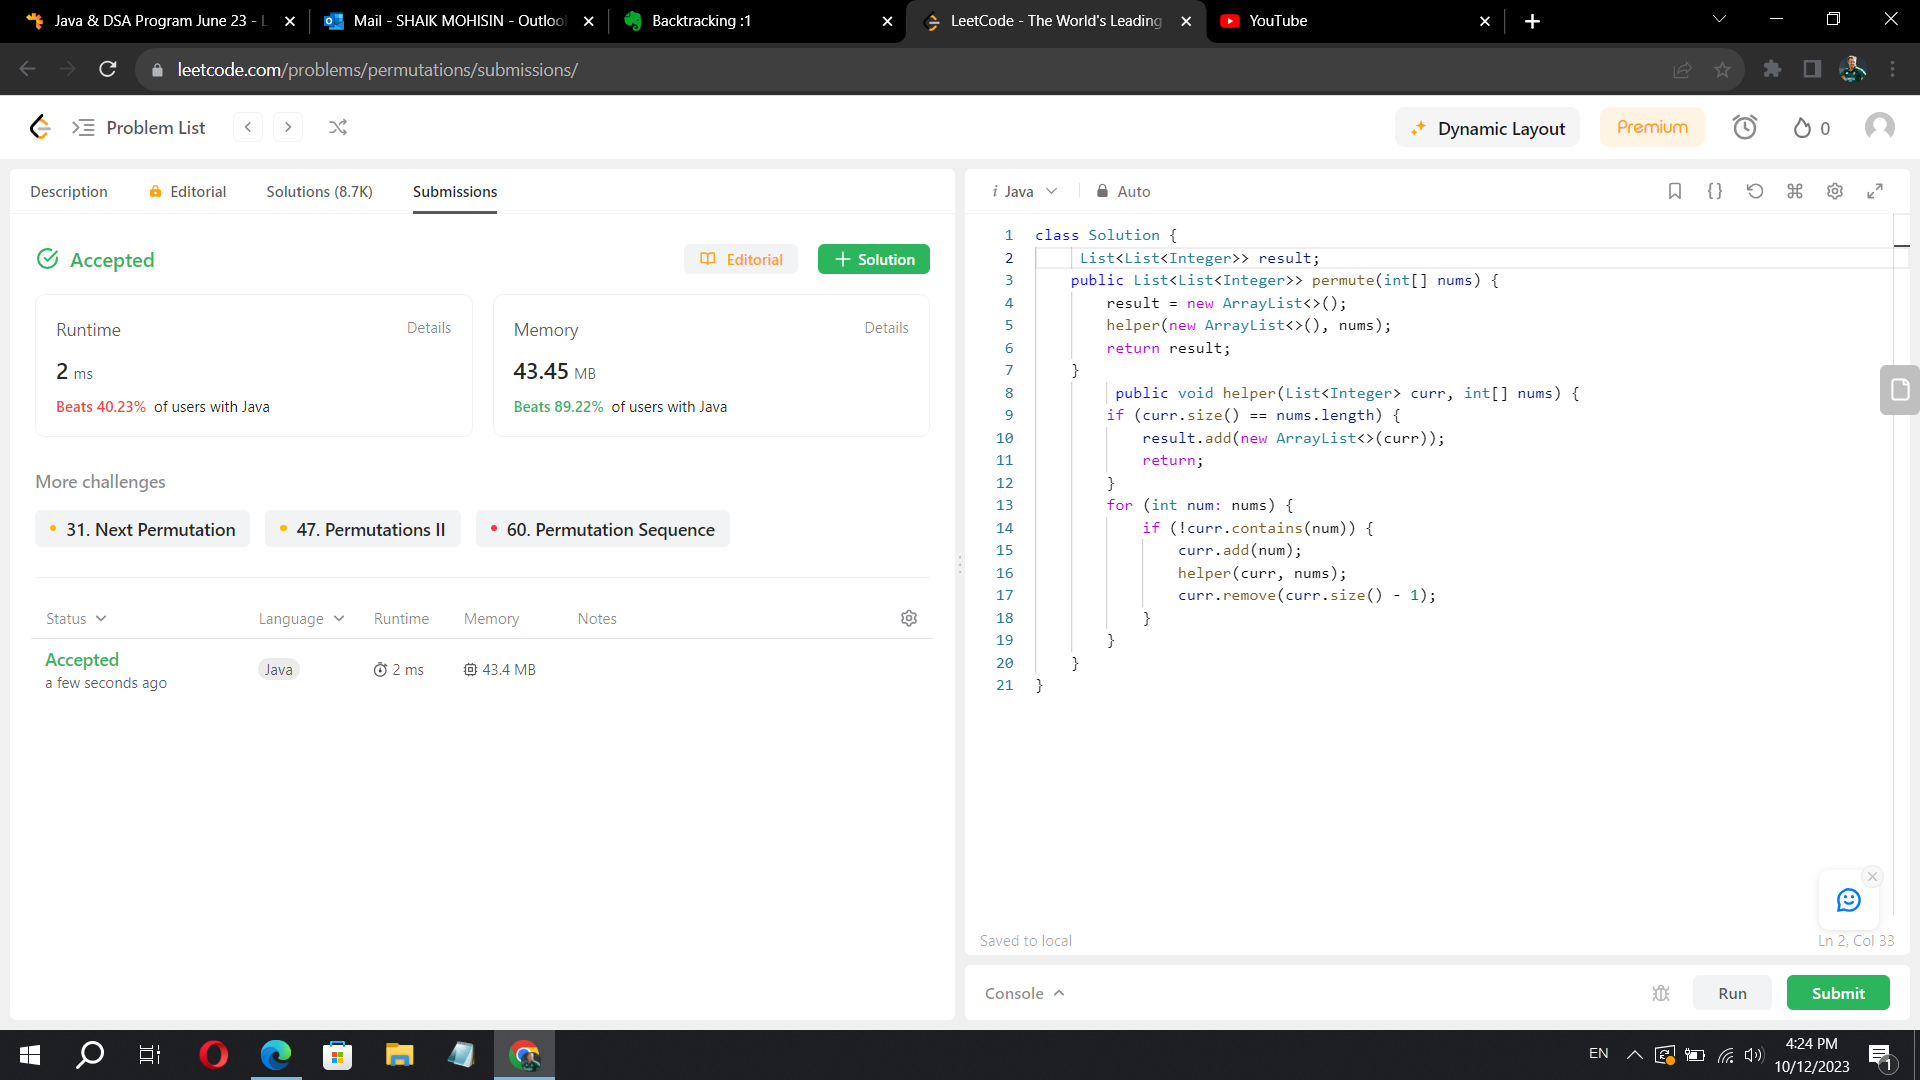 Java & DSA Program June 23 - L
Mail - SHAIK MOHISIN - Outloo
Backtracking :1
LeetCode - The World's Leading
YouTube
leetcode.com/problems/permutations/submissions/
Problem List
Dynamic Layout
Premium
0
Description
Editorial
Solutions (8.7K)
Submissions
Accepted
Editorial
Solution
Runtime
Details
2 ms
Beats 40.23% of users with Java
Memory
Details
43.45 MB
Beats 89.22% of users with Java
More challenges
31. Next Permutation
47. Permutations II
60. Permutation Sequence
Status
Language
Runtime
Memory
Notes
Accepted
a few seconds ago
Java
2 ms
43.4 MB
i Java
Auto
1 class Solution {
2 List<List<Integer>> result;
3 public List<List<Integer>> permute(int[] nums) {
4 result = new ArrayList<>();
5 helper(new ArrayList<>(), nums);
6 return result;
7 }
8 public void helper(List<Integer> curr, int[] nums) {
9 if (curr.size() == nums.length) {
10 result.add(new ArrayList<>(curr));
11 return;
12 }
13 for (int num: nums) {
14 if (!curr.contains(num)) {
15 curr.add(num);
16 helper(curr, nums);
17 curr.remove(curr.size() - 1);
18 }
19 }
20 }
21 }
Saved to local
Ln 2, Col 33
Console
Run
Submit
EN
4:24 PM
10/12/2023
1